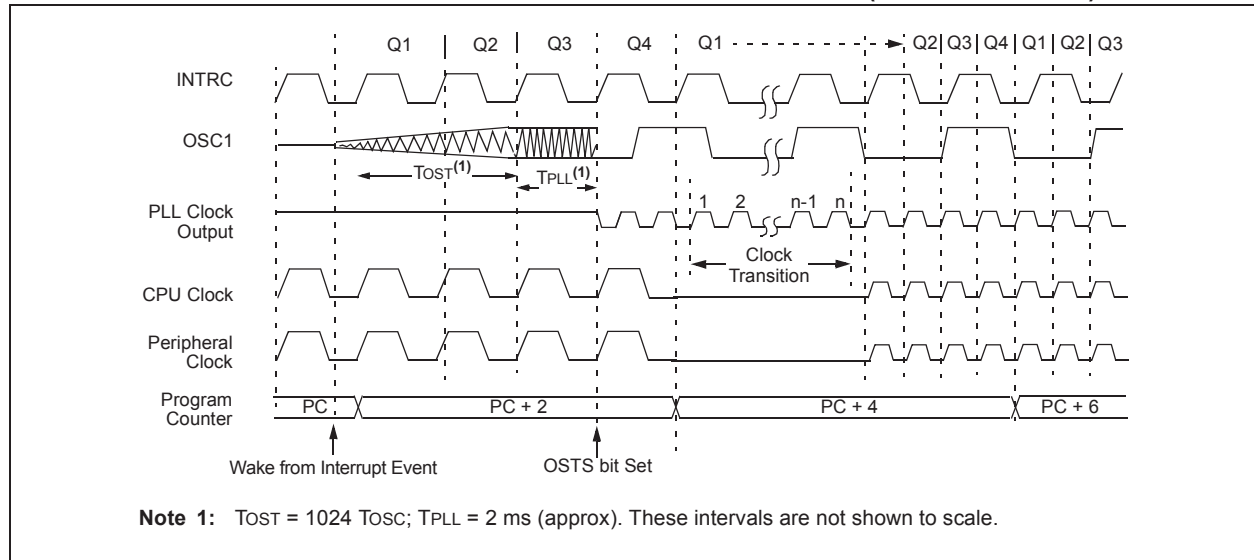 Q1 Q2 Q3 Q4 Q1 Q2 Q3 Q4 Q1 Q2 Q3
INTRC
OSC1
TOST(1)
TPLL(1)
PLL Clock
Output
1 2 n-1 n
Clock
Transition
CPU Clock
Peripheral
Clock
Program
Counter
PC PC + 2 PC + 4 PC + 6
Wake from Interrupt Event OSTS bit Set
Note 1: TOST = 1024 TOSC; TPLL = 2 ms (approx). These intervals are not shown to scale.